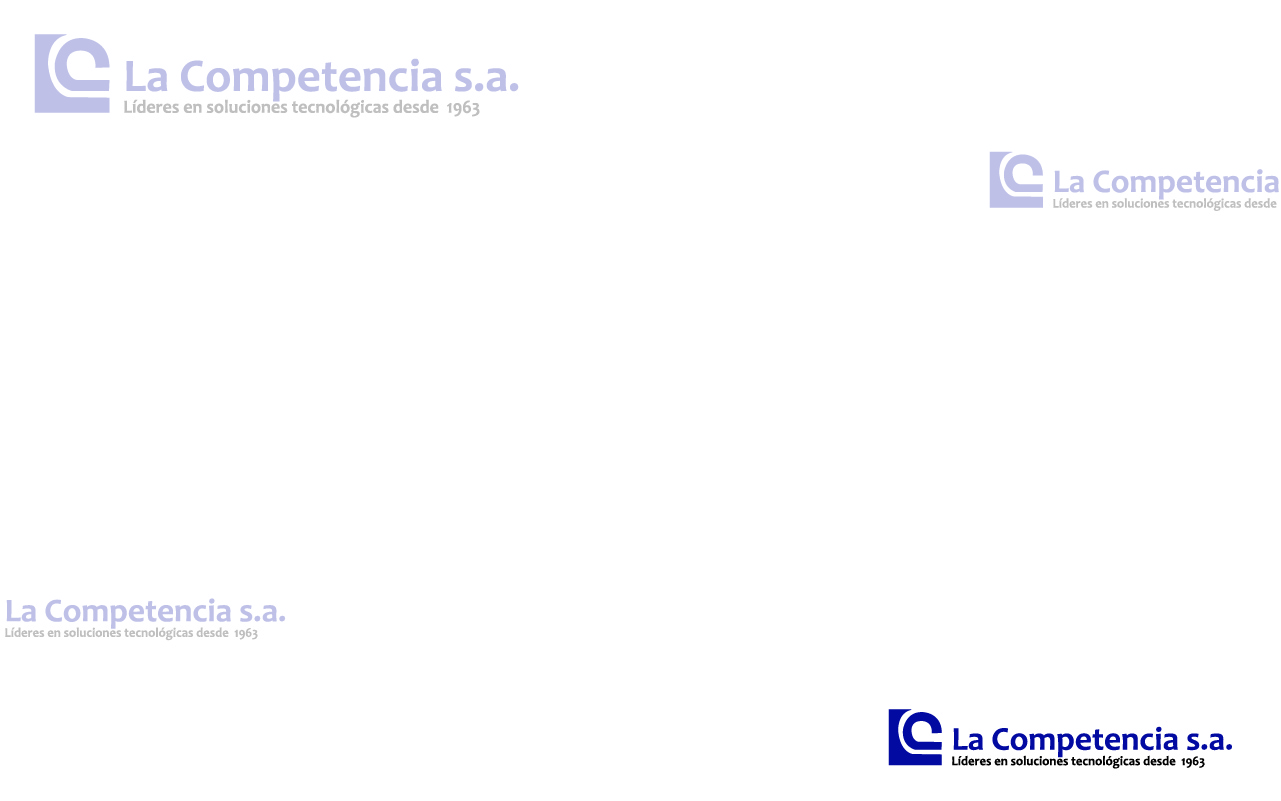 La Competencia s.a.
Líderes en soluciones tecnológicas desde 1963
La Competencia
Líderes en soluciones tecnológicas desde
La Competencia s.a.
Líderes en soluciones tecnológicas desde 1963
La Competencia s.a.
Líderes en soluciones tecnológicas desde 1963